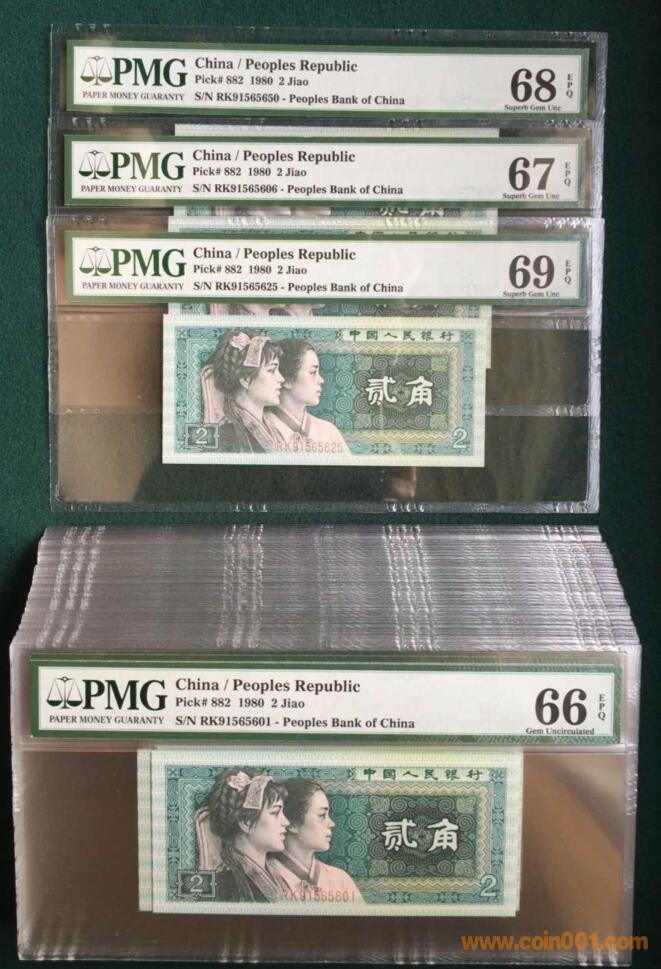 PMG
PAPER MONEY GUARANTY
China / Peoples Republic
Pick# 882 1980 2 Jiao
S/N RK91565650 - Peoples Bank of China
68
EPQ
Superb Gem Unc
PMG
PAPER MONEY GUARANTY
China / Peoples Republic
Pick# 882 1980 2 Jiao
S/N RK91565606 - Peoples Bank of China
67
EPQ
Superb Gem Unc
贰角
PMG
PAPER MONEY GUARANTY
China / Peoples Republic
Pick# 882 1980 2 Jiao
S/N RK91565625 - Peoples Bank of China
69
EPQ
Superb Gem Unc
中国人民银行
贰角
2
RK91565625
2
PMG
PAPER MONEY GUARANTY
China / Peoples Republic
Pick# 882 1980 2 Jiao
S/N RK91565601 - Peoples Bank of China
66
EPQ
Gem Uncirculated
中国人民银行
贰角
2
RK91565601
2
www.coin001.com